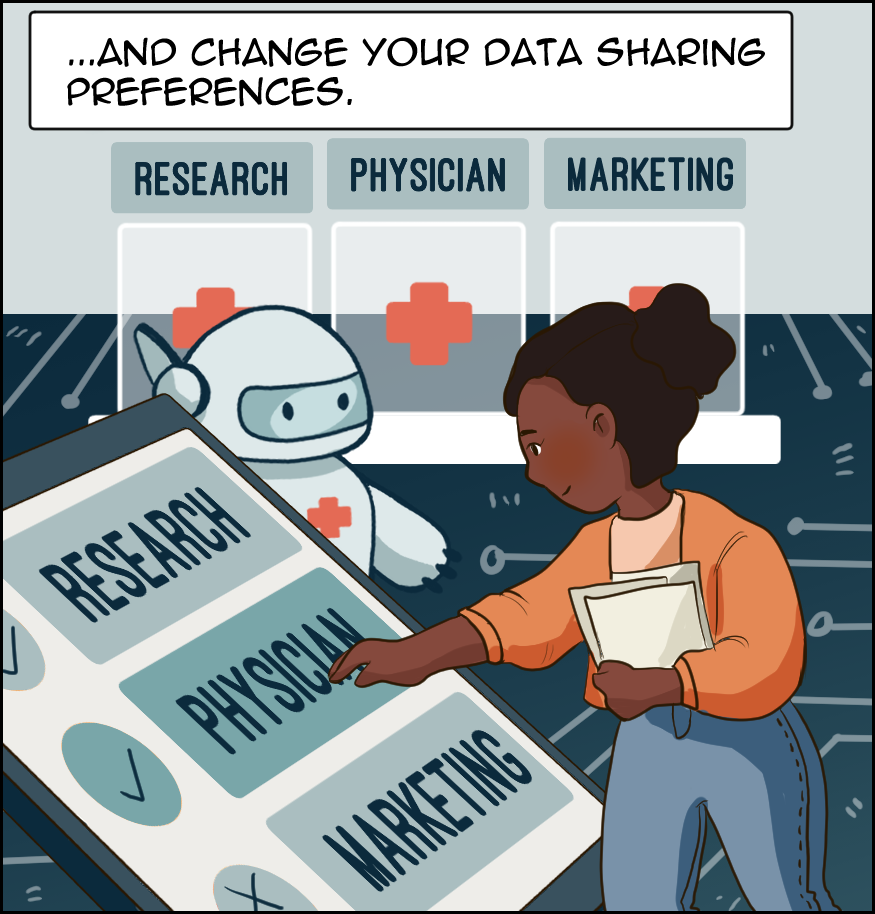 ...AND CHANGE YOUR DATA SHARING
PREFERENCES.
RESEARCH
PHYSICIAN
MARKETING
RESEARCH
PHYSICIAN
MARKETING